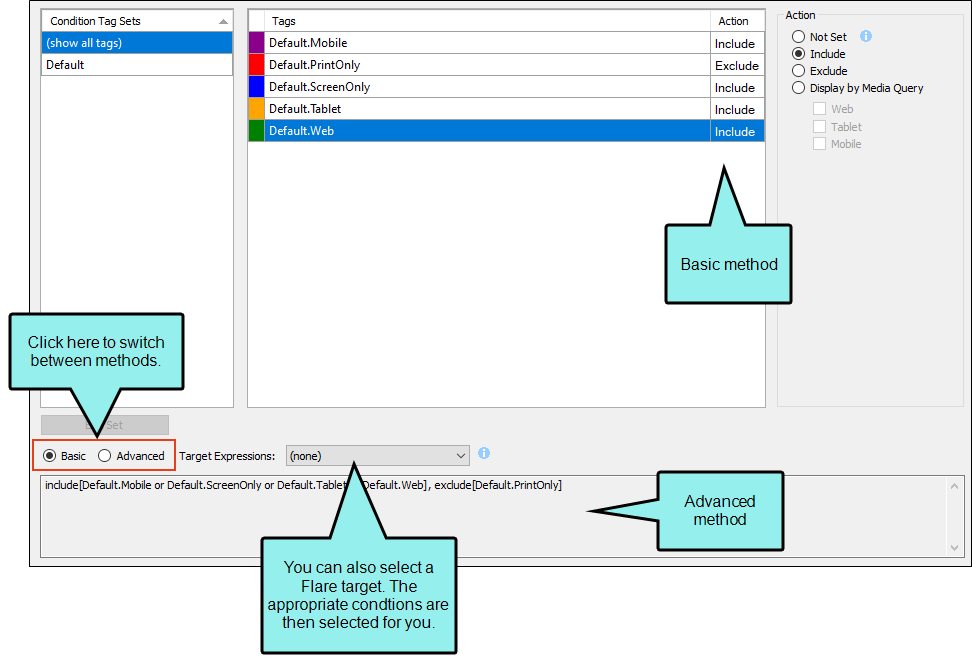 Condition Tag Sets
(show all tags)
Default
Tags Action
Default.Mobile Include
Default.PrintOnly Exclude
Default.ScreenOnly Include
Default.Tablet Include
Default.Web Include
Action
Not Set
Include
Exclude
Display by Media Query
Web
Tablet
Mobile
Basic method
Click here to switch
between methods.
Set
Basic Advanced Target Expressions: (none)
include[Default.Mobile or Default.ScreenOnly or Default.Tablet Default.Web], exclude[Default.PrintOnly]
Advanced
method
You can also select a
Flare target. The
appropriate condtions are
then selected for you.